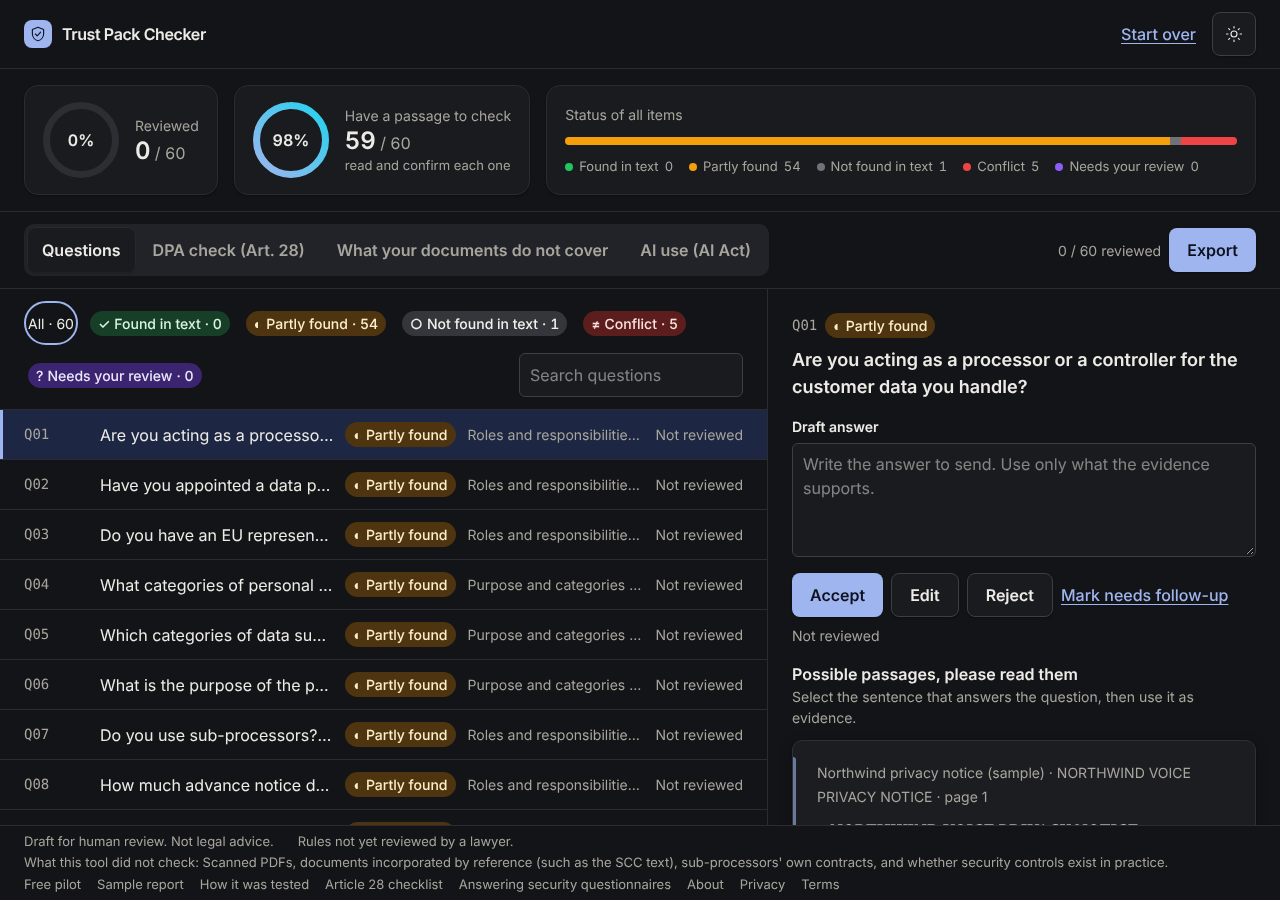 Trust Pack Checker
Start over
0%
Reviewed
0 / 60
98%
Have a passage to check
59 / 60
read and confirm each one
Status of all items
Found in text 0
Partly found 54
Not found in text 1
Conflict 5
Needs your review 0
Questions
DPA check (Art. 28)
What your documents do not cover
AI use (AI Act)
0 / 60 reviewed
Export
All · 60
✓ Found in text · 0
Partly found · 54
Not found in text · 1
≠ Conflict · 5
? Needs your review · 0
Search questions
Q01 Are you acting as a processo... Partly found Roles and responsibilitie... Not reviewed
Q02 Have you appointed a data p... Partly found Roles and responsibilitie... Not reviewed
Q03 Do you have an EU represen... Partly found Roles and responsibilitie... Not reviewed
Q04 What categories of personal ... Partly found Purpose and categories ... Not reviewed
Q05 Which categories of data su... Partly found Purpose and categories ... Not reviewed
Q06 What is the purpose of the p... Partly found Purpose and categories ... Not reviewed
Q07 Do you use sub-processors?... Partly found Roles and responsibilitie... Not reviewed
Q08 How much advance notice d... Partly found Roles and responsibilitie... Not reviewed
Q01 Partly found
Are you acting as a processor or a controller for the
customer data you handle?
Draft answer
Write the answer to send. Use only what the evidence
supports.
Accept
Edit
Reject
Mark needs follow-up
Not reviewed
Possible passages, please read them
Select the sentence that answers the question, then use it as
evidence.
Northwind privacy notice (sample) · NORTHWIND VOICE
PRIVACY NOTICE · page 1
Draft for human review. Not legal advice. Rules not yet reviewed by a lawyer.
What this tool did not check: Scanned PDFs, documents incorporated by reference (such as the SCC text), sub-processors' own contracts, and whether security controls exist in practice.
Free pilot Sample report How it was tested Article 28 checklist Answering security questionnaires About Privacy Terms